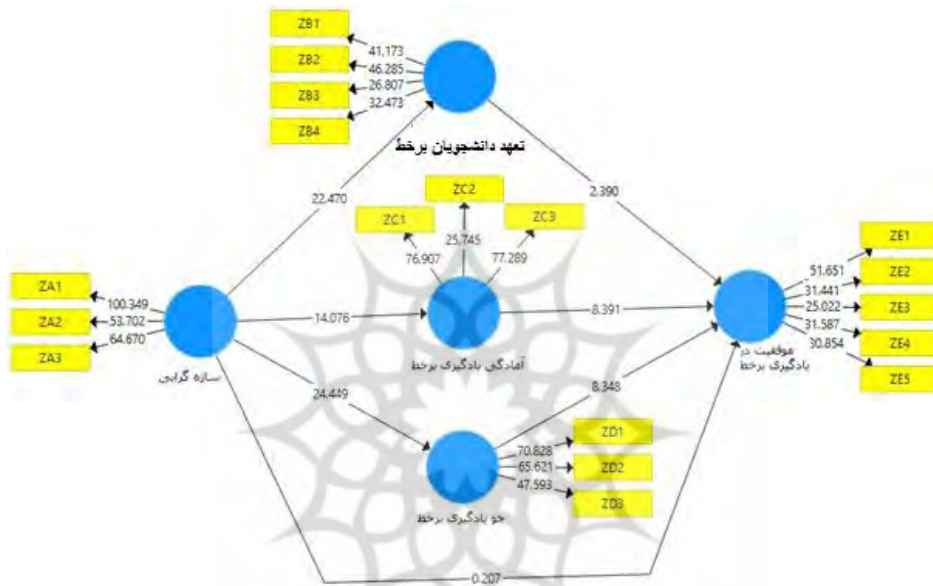 ZB1
ZB2
ZB3
ZB4
41.173
46.285
26.807
32.473
تعهد دانشجویان برخط
22.470
2.390
ZC1
ZC2
ZC3
76.907
25.745
77.289
ZA1
ZA2
ZA3
100.349
53.702
64.670
سازه گرایی
14.076
آمادگی یادگیری برخط
8.391
ZE1
ZE2
ZE3
ZE4
ZE5
51.651
31.441
25.022
31.587
30.854
موفقیت در
یادگیری برخط
24.449
8.348
جو یادگیری برخط
ZD1
ZD2
ZD3
70.828
65.621
47.593
0.207